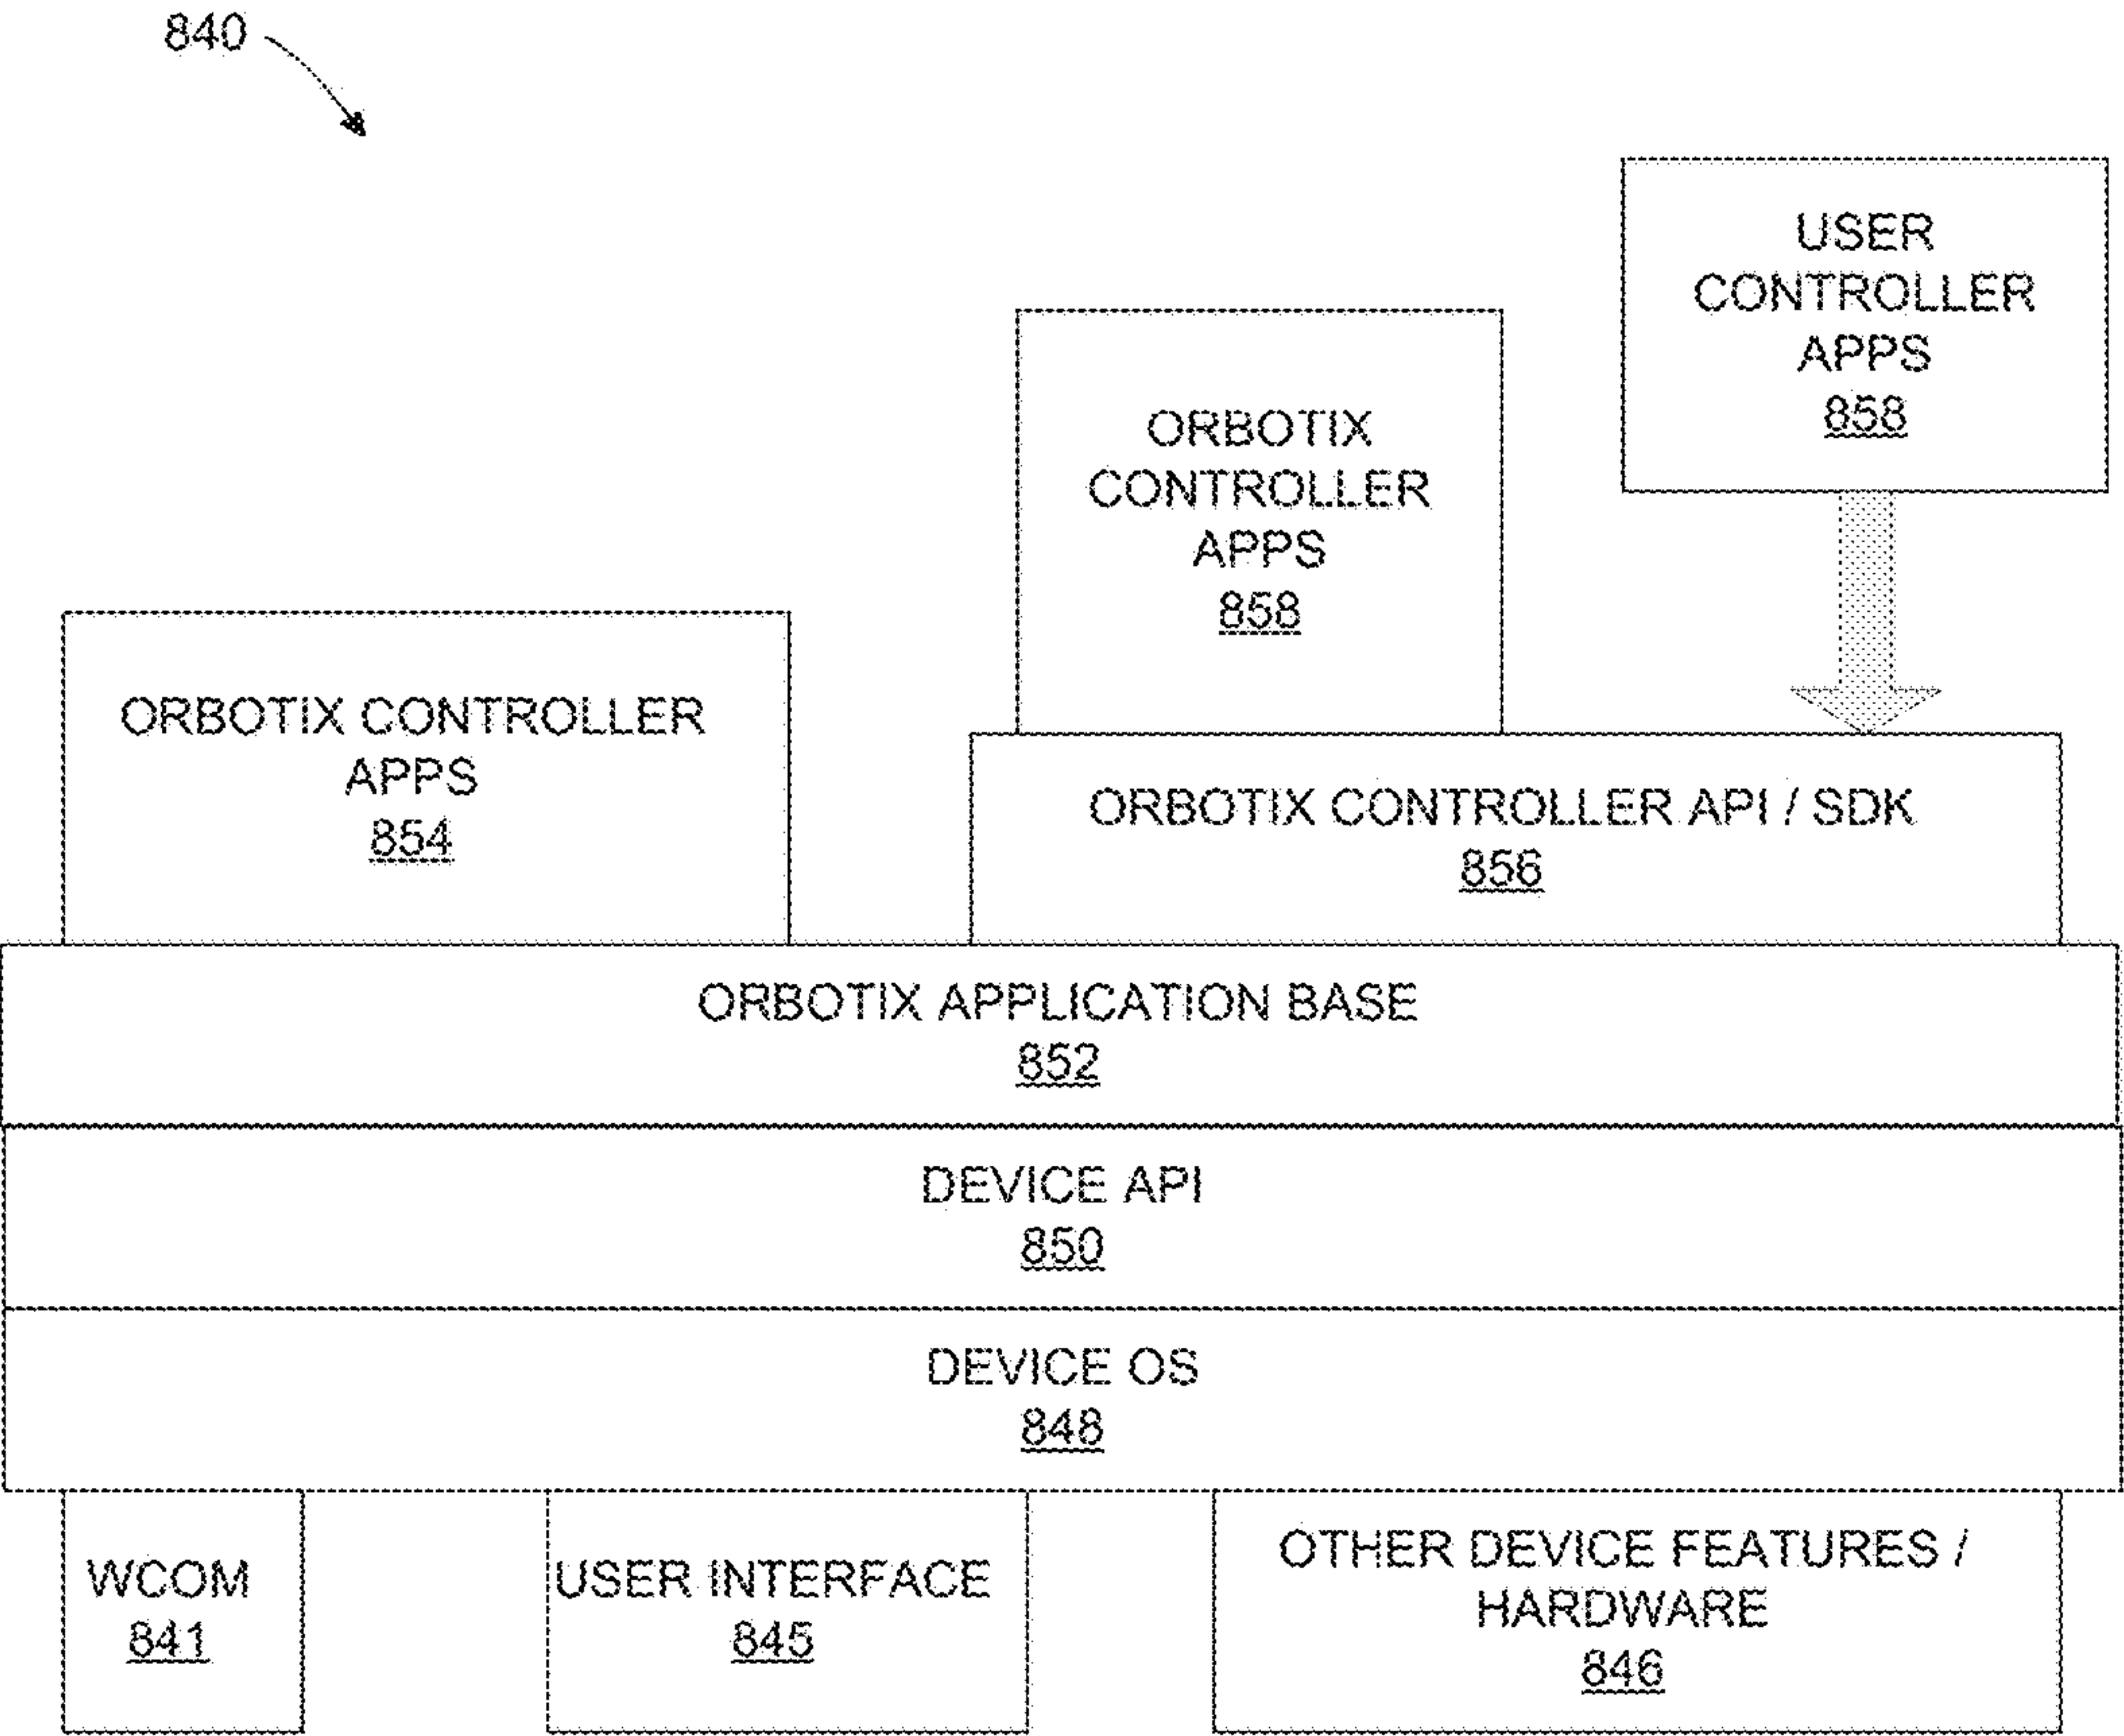 840
USER
CONTROLLER
APPS
858
ORBOTIX
CONTROLLER
APPS
858
ORBOTIX CONTROLLER
APPS
854
ORBOTIX CONTROLLER API / SDK
856
ORBOTIX APPLICATION BASE
852
DEVICE API
850
DEVICE OS
848
WCOM
841
USER INTERFACE
845
OTHER DEVICE FEATURES /
HARDWARE
846